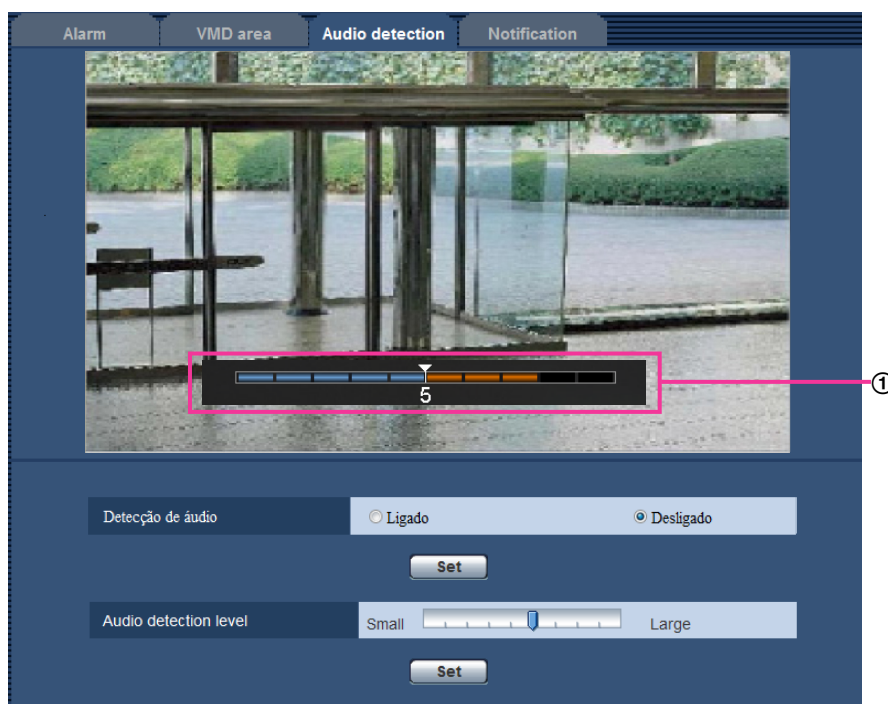 Alarm VMD area Audio detection Notification
5
①
Detecção de áudio Ligado Desligado
Set
Audio detection level Small Large
Set